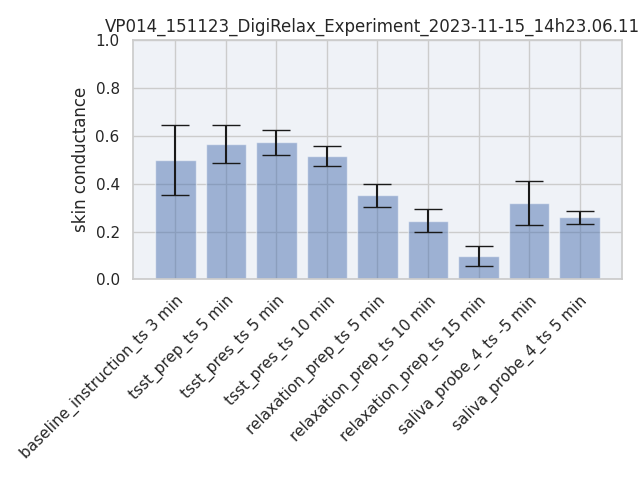 VP014_151123_DigiRelax_Experiment_2023-11-15_14h23.06.11
1.0
0.8
0.6
0.4
0.2
0.0
skin conductance
baseline_instruction_ts 3 min
tsst_prep_ts 5 min
tsst_pres_ts 5 min
tsst_pres_ts 10 min
relaxation_prep_ts 5 min
relaxation_prep_ts 10 min
relaxation_prep_ts 15 min
saliva_probe_4_ts -5 min
saliva_probe_4_ts 5 min